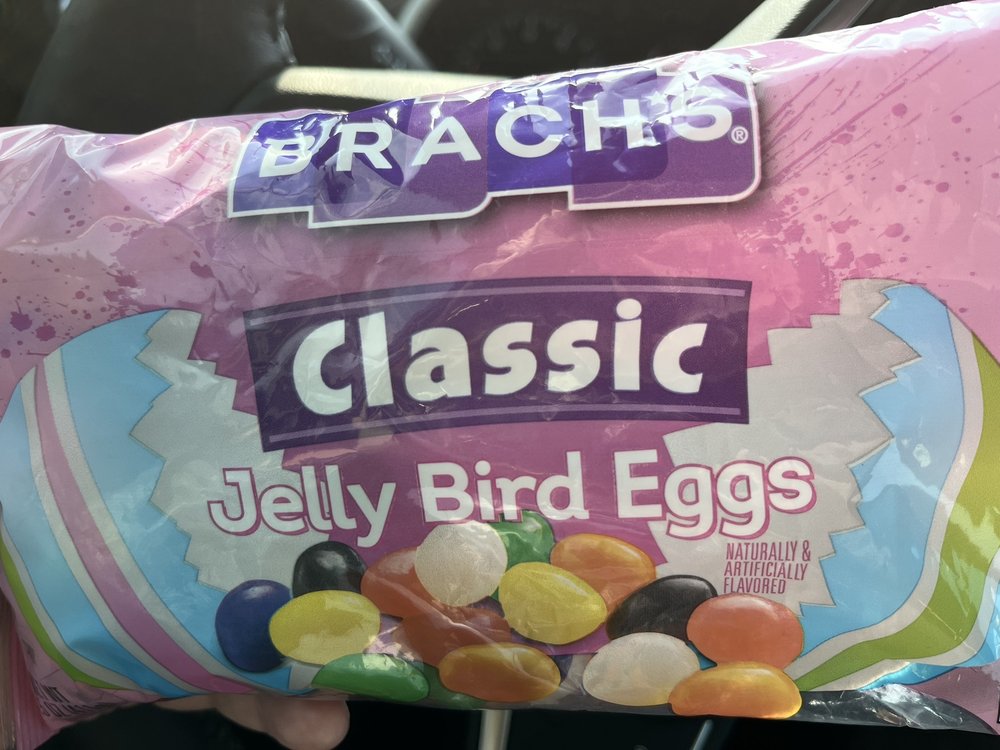 BRACH'S®
Classic
Jelly Bird Eggs
NATURALLY &
ARTIFICIALLY
FLAVORED